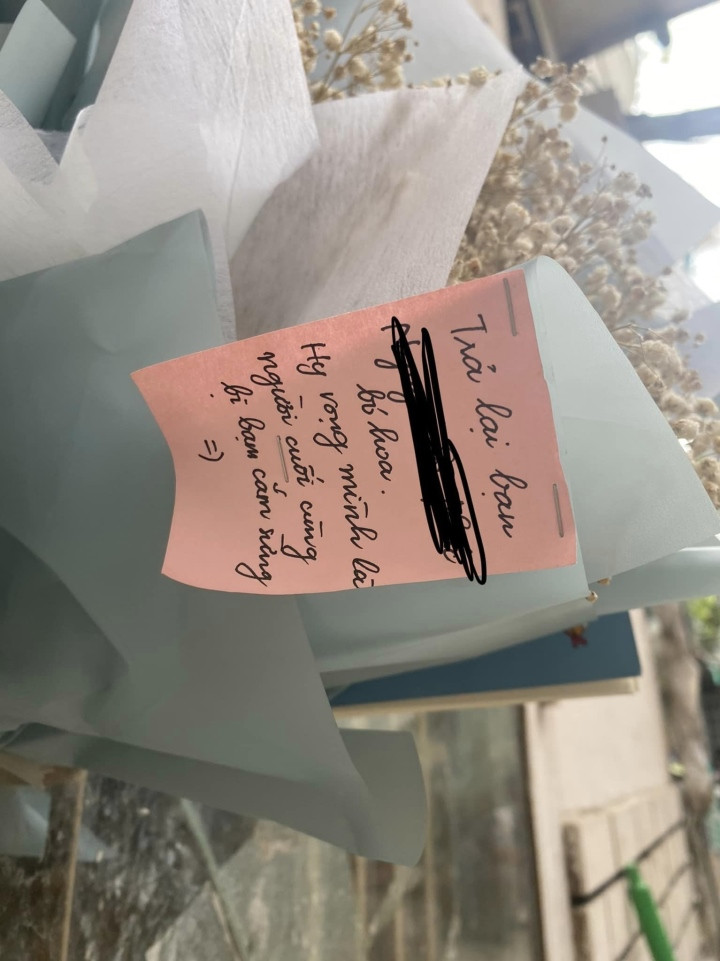 Trả lại bạn
bó hoa.
Hy vọng mình là
người cuối cùng
bị bạn cắm sừng
=)